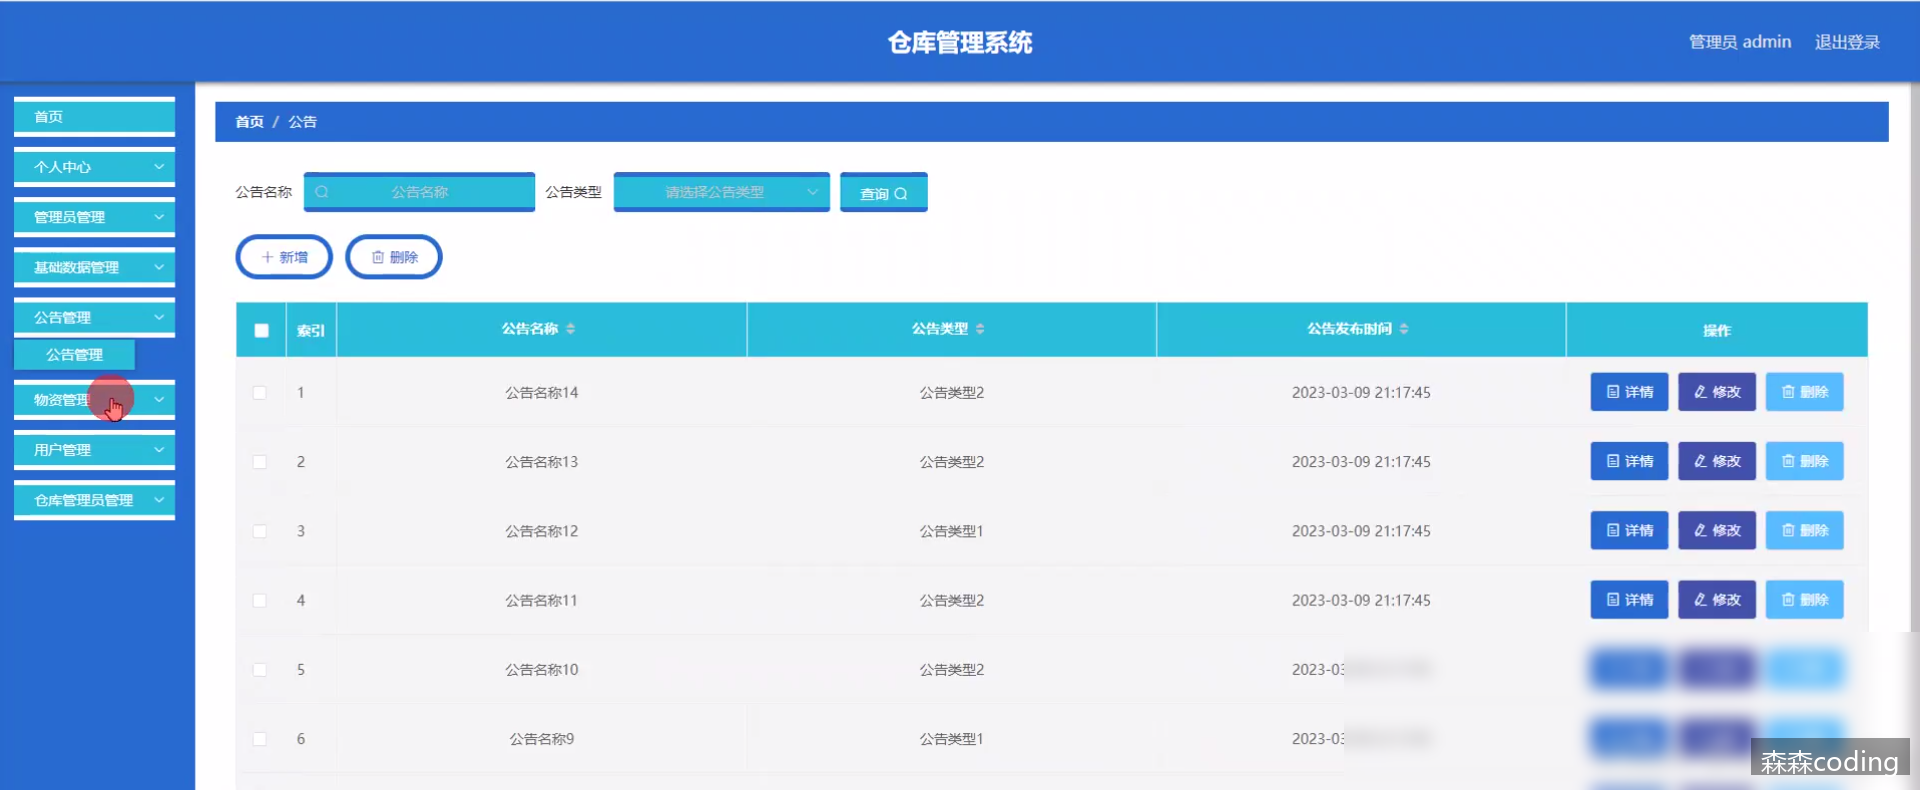 仓库管理系统
管理员 admin 退出登录
首页
个人中心
管理员管理
基础数据管理
公告管理
公告管理
物资管理
用户管理
仓库管理员管理
首页 / 公告
公告名称 公告名称 公告类型 请选择公告类型 查询
新增 删除
索引 公告名称 公告类型 公告发布时间 操作
1 公告名称14 公告类型2 2023-03-09 21:17:45 详情 修改 删除
2 公告名称13 公告类型2 2023-03-09 21:17:45 详情 修改 删除
3 公告名称12 公告类型1 2023-03-09 21:17:45 详情 修改 删除
4 公告名称11 公告类型2 2023-03-09 21:17:45 详情 修改 删除
5 公告名称10 公告类型2
6 公告名称9 公告类型1
森森coding